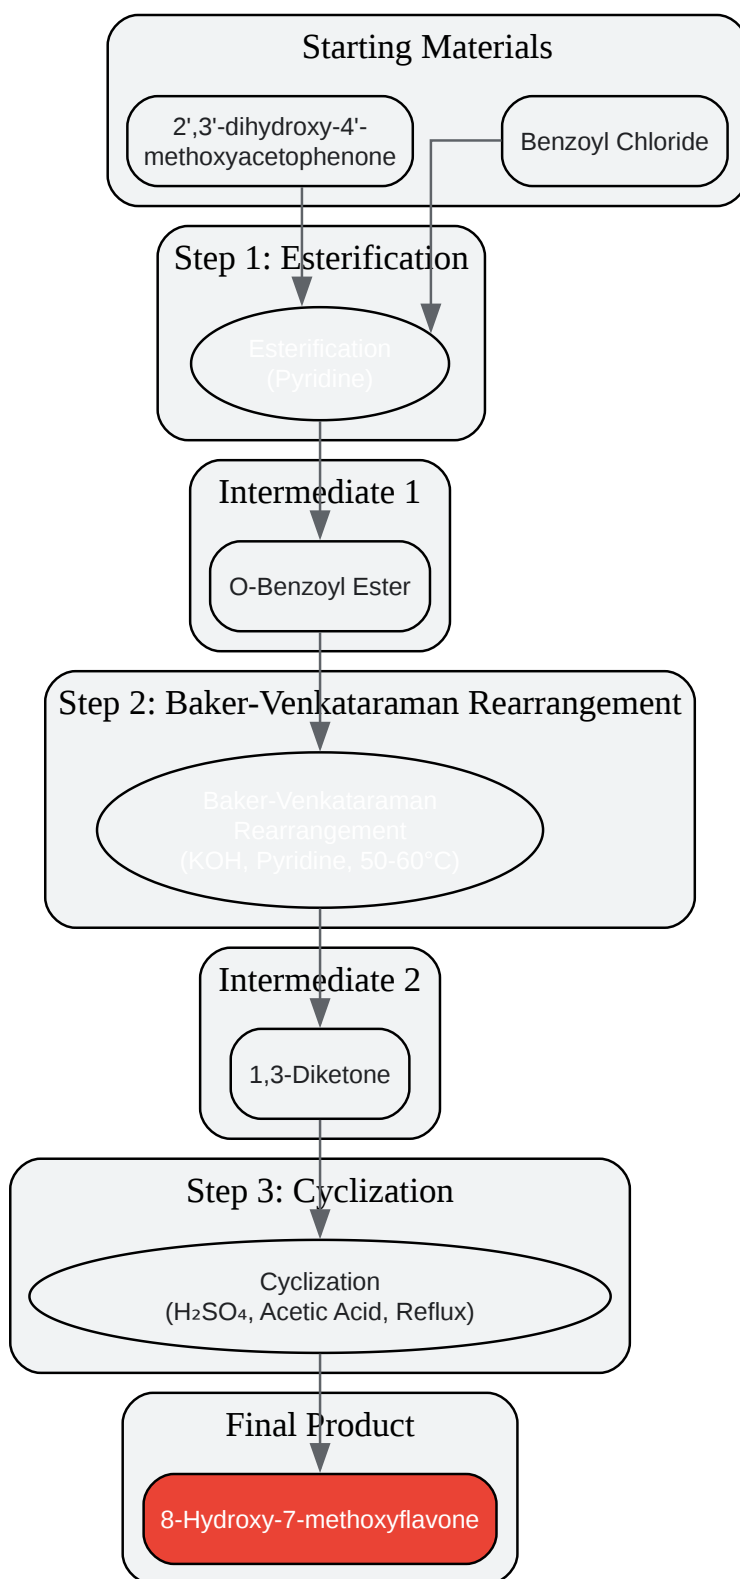 Starting Materials
2',3'-dihydroxy-4'-
methoxyacetophenone
Benzoyl Chloride
Step 1: Esterification
Esterification
(Pyridine)
Intermediate 1
O-Benzoyl Ester
Step 2: Baker-Venkataraman Rearrangement
Baker-Venkataraman
Rearrangement
(KOH, Pyridine, 50-60°C)
Intermediate 2
1,3-Diketone
Step 3: Cyclization
Cyclization
(H₂SO₄, Acetic Acid, Reflux)
Final Product
8-Hydroxy-7-methoxyflavone